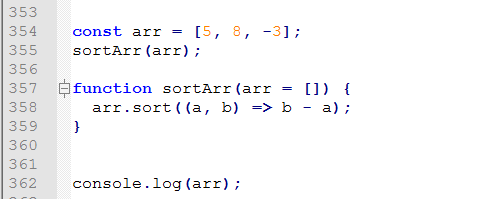 353
354 const arr = [5, 8, -3];
355 sortArr(arr);
356
357 function sortArr(arr = []) {
358 arr.sort((a, b) => b - a);
359 }
360
361
362 console.log(arr);